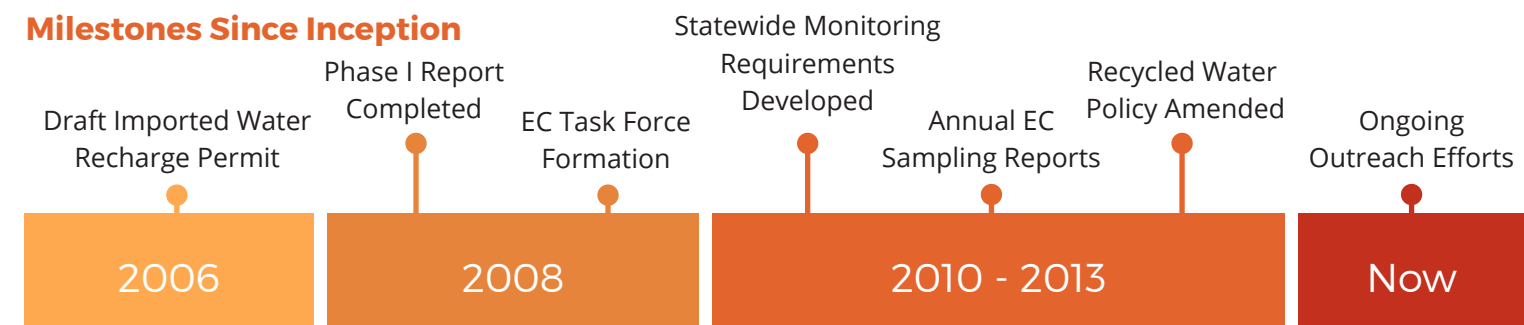 Milestones Since Inception
Draft Imported Water
Recharge Permit
Phase I Report
Completed
EC Task Force
Formation
Statewide Monitoring
Requirements
Developed
Annual EC
Sampling Reports
Recycled Water
Policy Amended
Ongoing
Outreach Efforts
2006
2008
2010 - 2013
Now